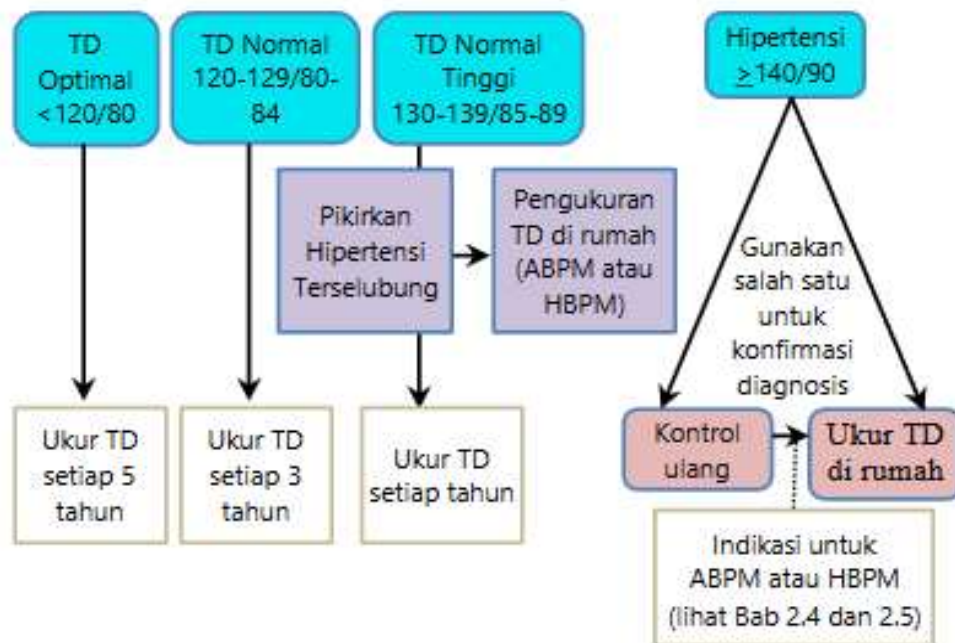 TD
Optimal
<120/80
TD Normal
120-129/80-
84
TD Normal
Tinggi
130-139/85-89
Hipertensi
≥140/90
Pikirkan
Hipertensi
Terselubung
Pengukuran
TD di rumah
(ABPM atau
HBPM)
Gunakan
salah satu
untuk
konfirmasi
diagnosis
Ukur TD
setiap 5
tahun
Ukur TD
setiap 3
tahun
Ukur TD
setiap tahun
Kontrol
ulang
Ukur TD
di rumah
Indikasi untuk
ABPM atau HBPM
(lihat Bab 2.4 dan 2.5)